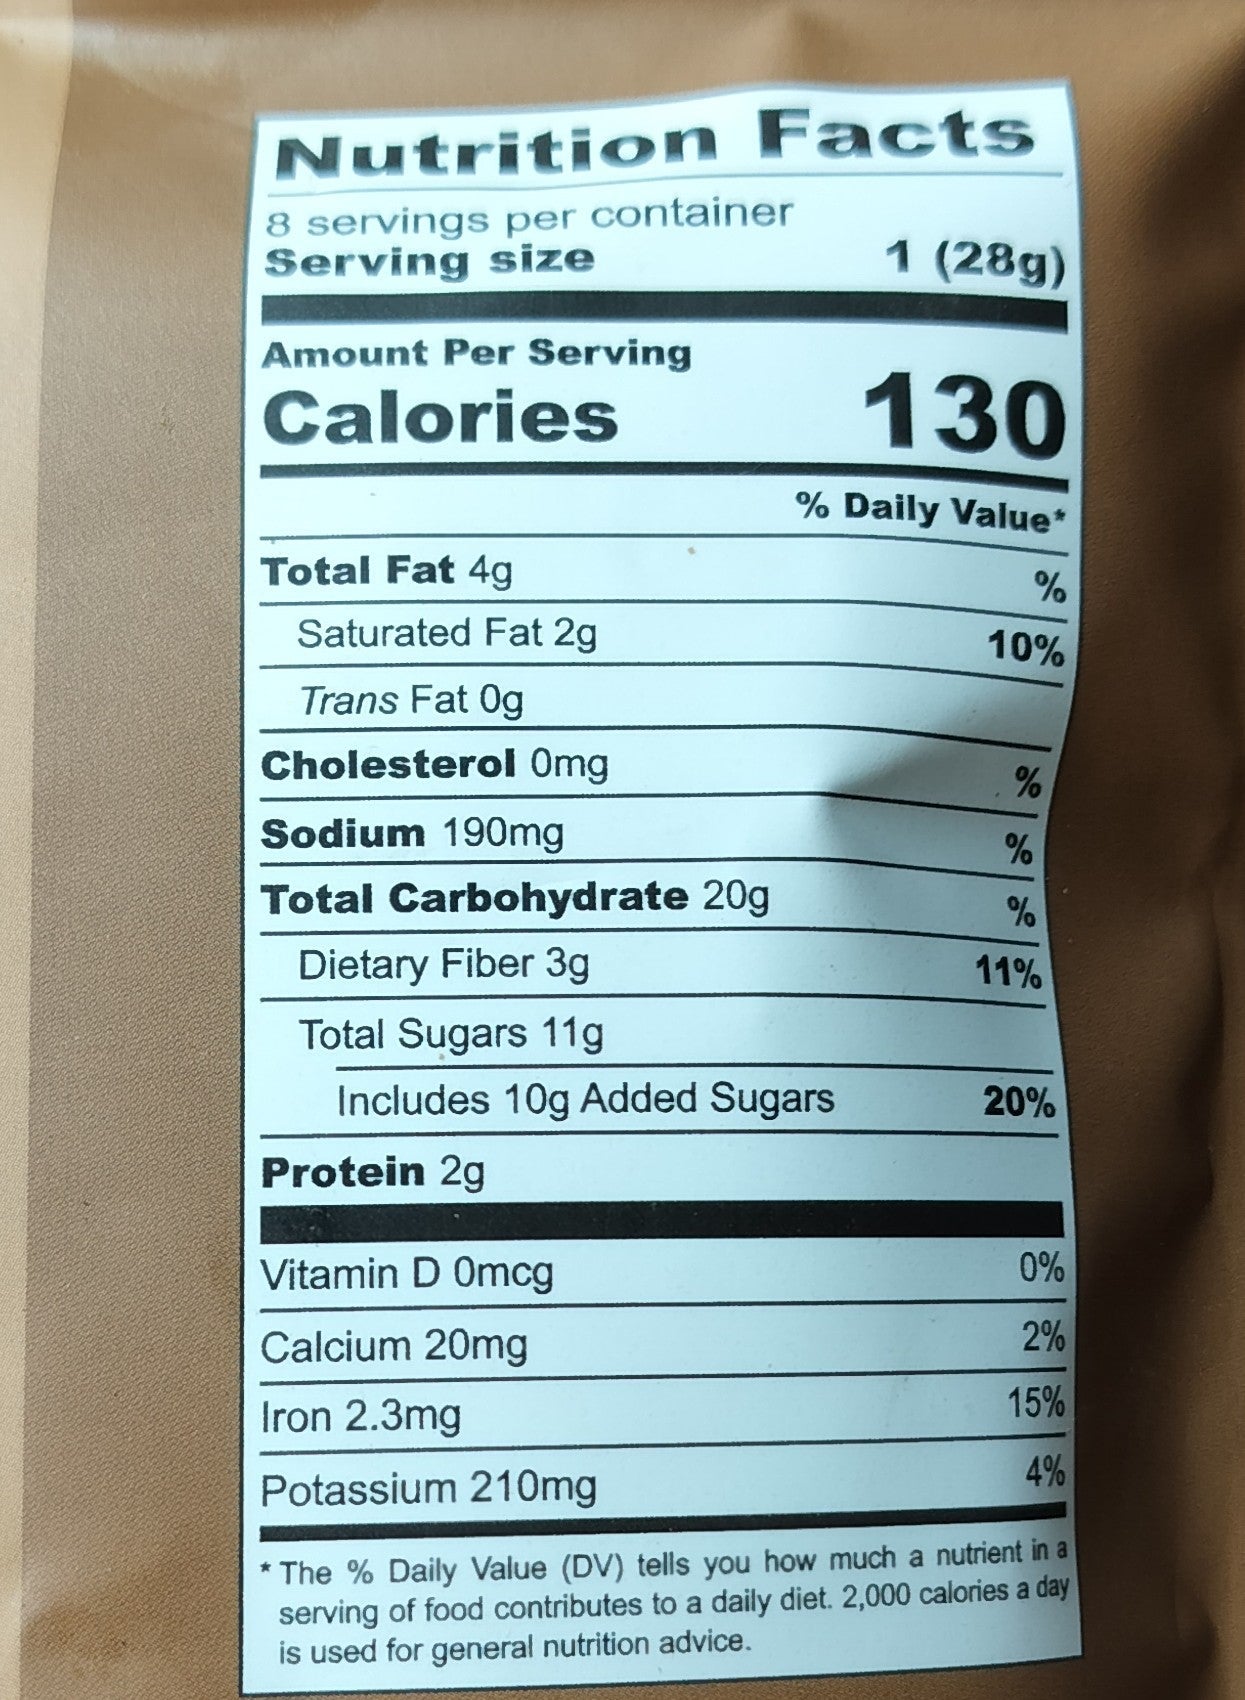 Nutrition Facts
8 servings per container
Serving size 1 (28g)
Amount Per Serving
Calories 130
% Daily Value*
Total Fat 4g %
Saturated Fat 2g 10%
Trans Fat 0g
Cholesterol 0mg %
Sodium 190mg %
Total Carbohydrate 20g %
Dietary Fiber 3g 11%
Total Sugars 11g
Includes 10g Added Sugars 20%
Protein 2g
Vitamin D 0mcg 0%
Calcium 20mg 2%
Iron 2.3mg 15%
Potassium 210mg 4%
* The % Daily Value (DV) tells you how much a nutrient in a
serving of food contributes to a daily diet. 2,000 calories a day
is used for general nutrition advice.